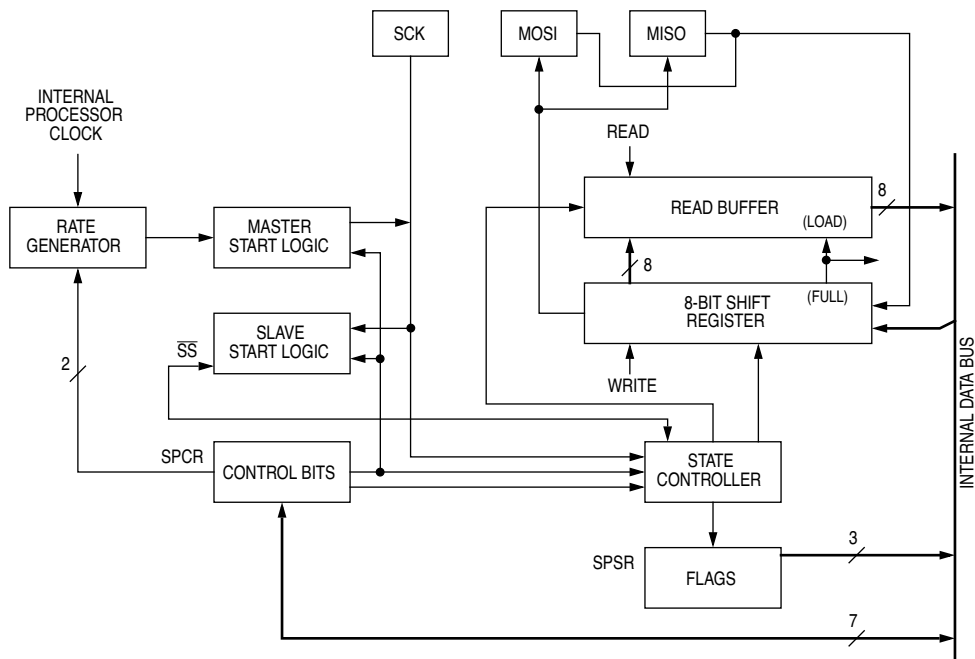 SCK
MOSI
MISO
INTERNAL
PROCESSOR
CLOCK
READ
RATE
GENERATOR
MASTER
START LOGIC
READ BUFFER
(LOAD)
8
8
8-BIT SHIFT
REGISTER
(FULL)
SLAVE
START LOGIC
SS
2
WRITE
SPCR
CONTROL BITS
STATE
CONTROLLER
INTERNAL DATA BUS
SPSR
FLAGS
3
7